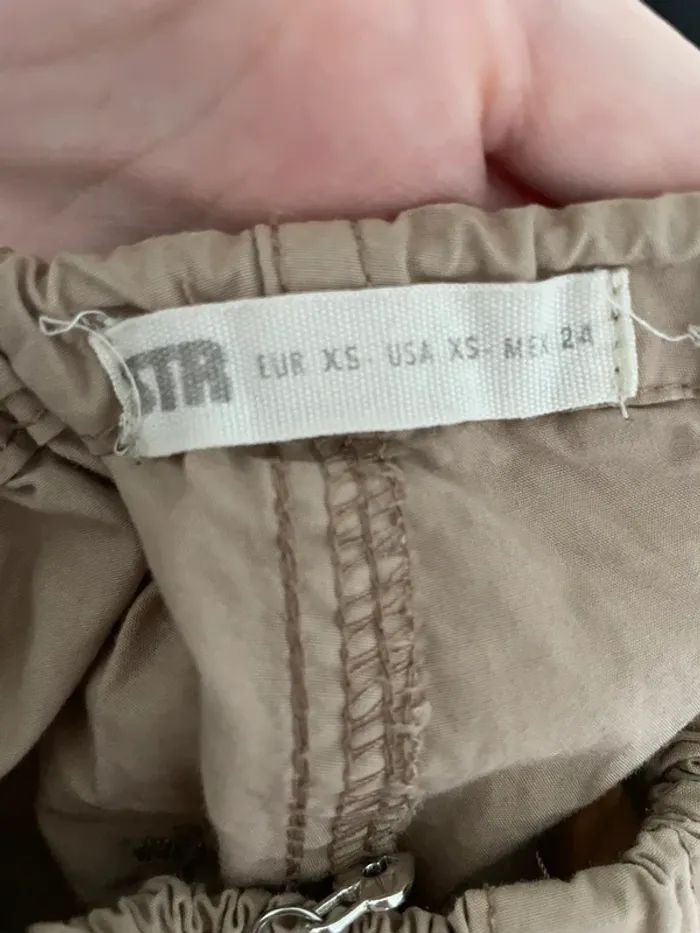 STR EUR XS- USA XS- MEX 24